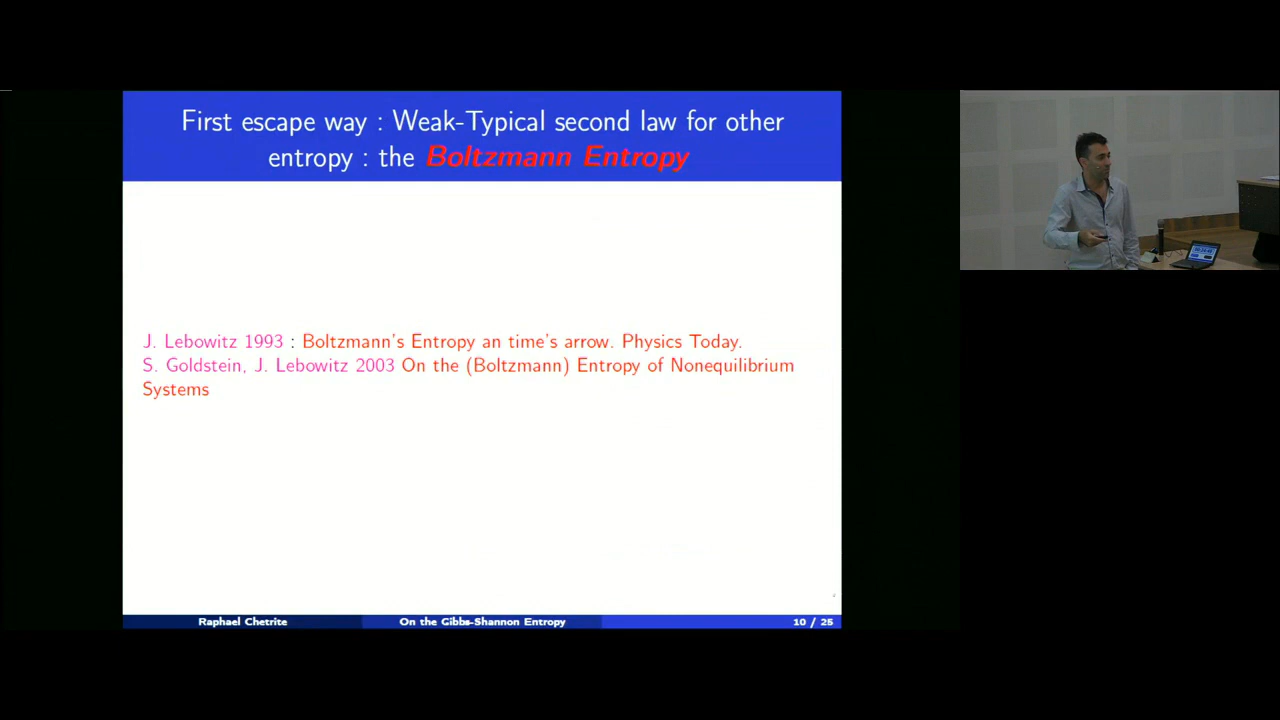 First escape way : Weak-Typical second law for other
entropy : the Boltzmann Entropy
J. Lebowitz 1993 : Boltzmann's Entropy an time's arrow. Physics Today.
S. Goldstein, J. Lebowitz 2003 On the (Boltzmann) Entropy of Nonequilibrium
Systems
Raphael Chetrite
On the Gibbs-Shannon Entropy
10 / 25